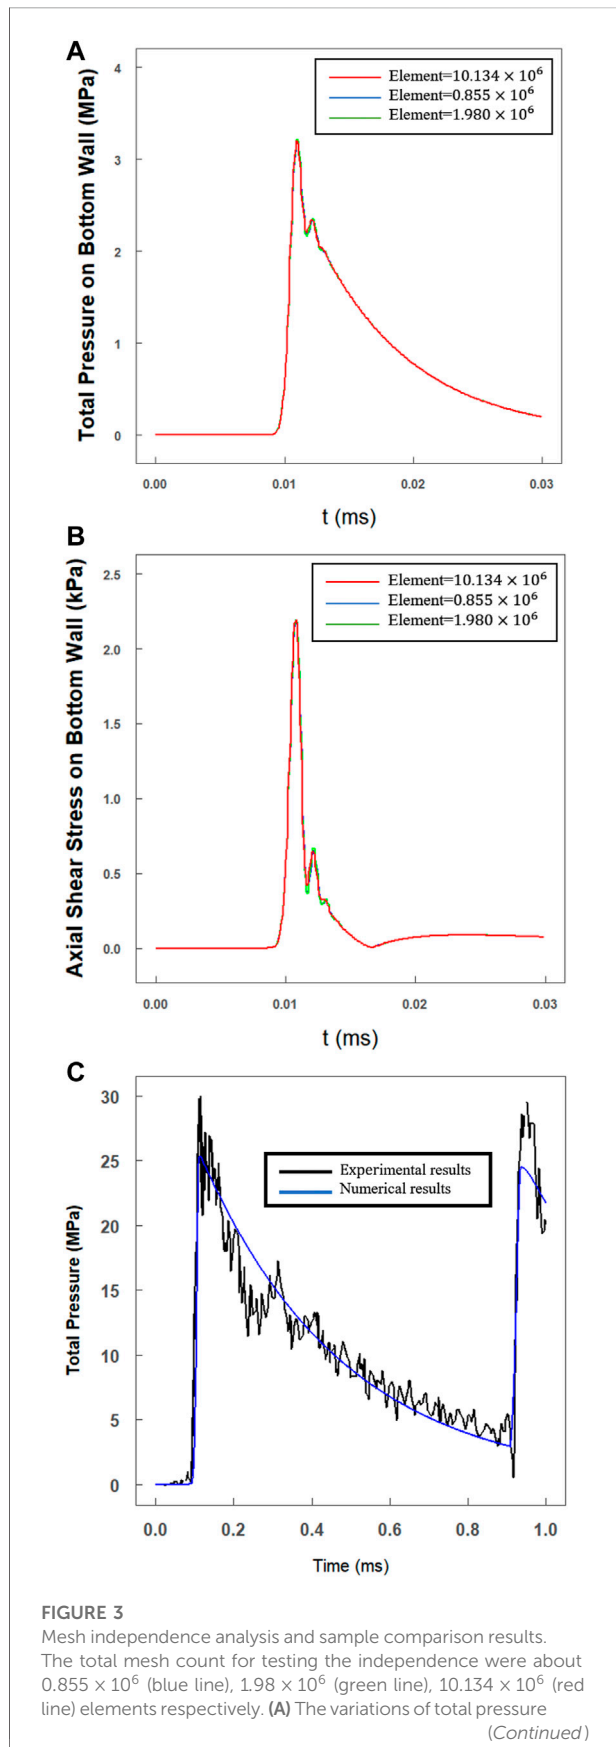 A
Total Pressure on Bottom Wall (MPa)
4
3
2
1
0
Element=10.134 × 10⁶
Element=0.855 × 10⁶
Element=1.980 × 10⁶
0.00
0.01
0.02
0.03
t (ms)
B
Axial Shear Stress on Bottom Wall (kPa)
2.5
2.0
1.5
1.0
0.5
0.0
Element=10.134 × 10⁶
Element=0.855 × 10⁶
Element=1.980 × 10⁶
0.00
0.01
0.02
0.03
t (ms)
C
Total Pressure (MPa)
30
25
20
15
10
5
0
Experimental results
Numerical results
0.0
0.2
0.4
0.6
0.8
1.0
Time (ms)
FIGURE 3
Mesh independence analysis and sample comparison results.
The total mesh count for testing the independence were about
0.855 × 10⁶ (blue line), 1.98 × 10⁶ (green line), 10.134 × 10⁶ (red
line) elements respectively. (A) The variations of total pressure
(Continued)